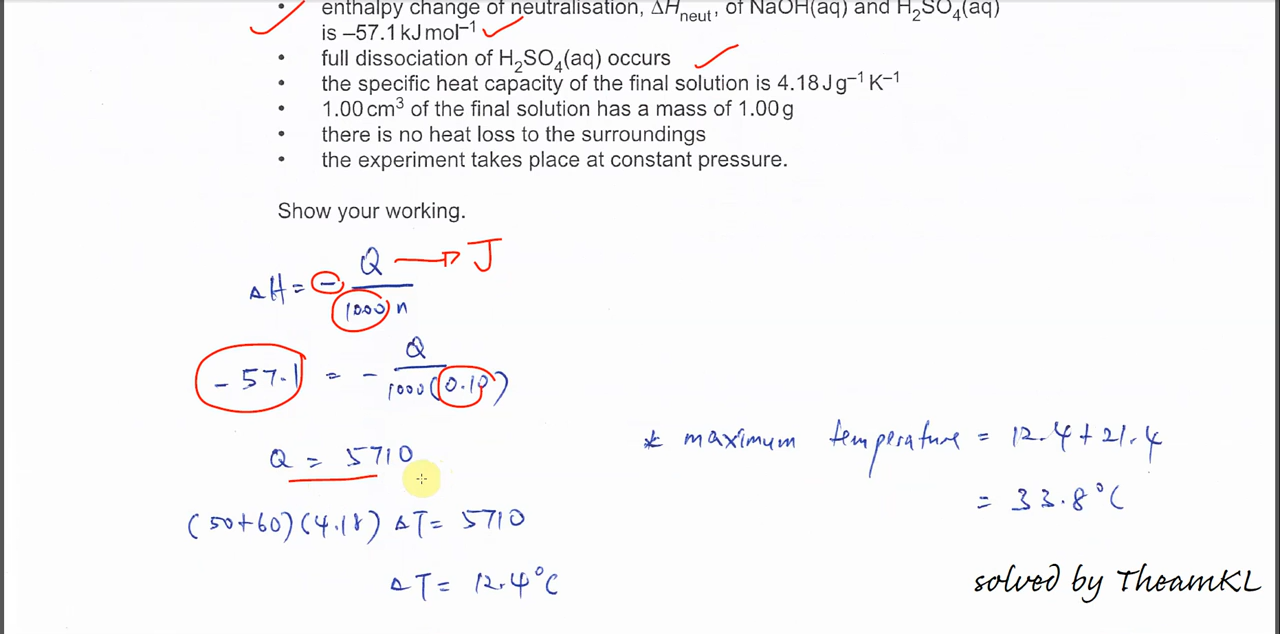 enthalpy change of neutralisation, ΔHneut, of NaOH(aq) and H2SO4(aq)
is –57.1 kJ mol–1
• full dissociation of H2SO4(aq) occurs
• the specific heat capacity of the final solution is 4.18 J g–1 K–1
• 1.00 cm3 of the final solution has a mass of 1.00 g
• there is no heat loss to the surroundings
• the experiment takes place at constant pressure.
Show your working.
ΔH = – Q / (1000) n → J
– 57.1 = – Q / 1000 (0.10)
Q = 5710
(50+60)(4.18) ΔT = 5710
ΔT = 12.4°C
* maximum temperature = 12.4 + 21.4
= 33.8°C
solved by TheamKL